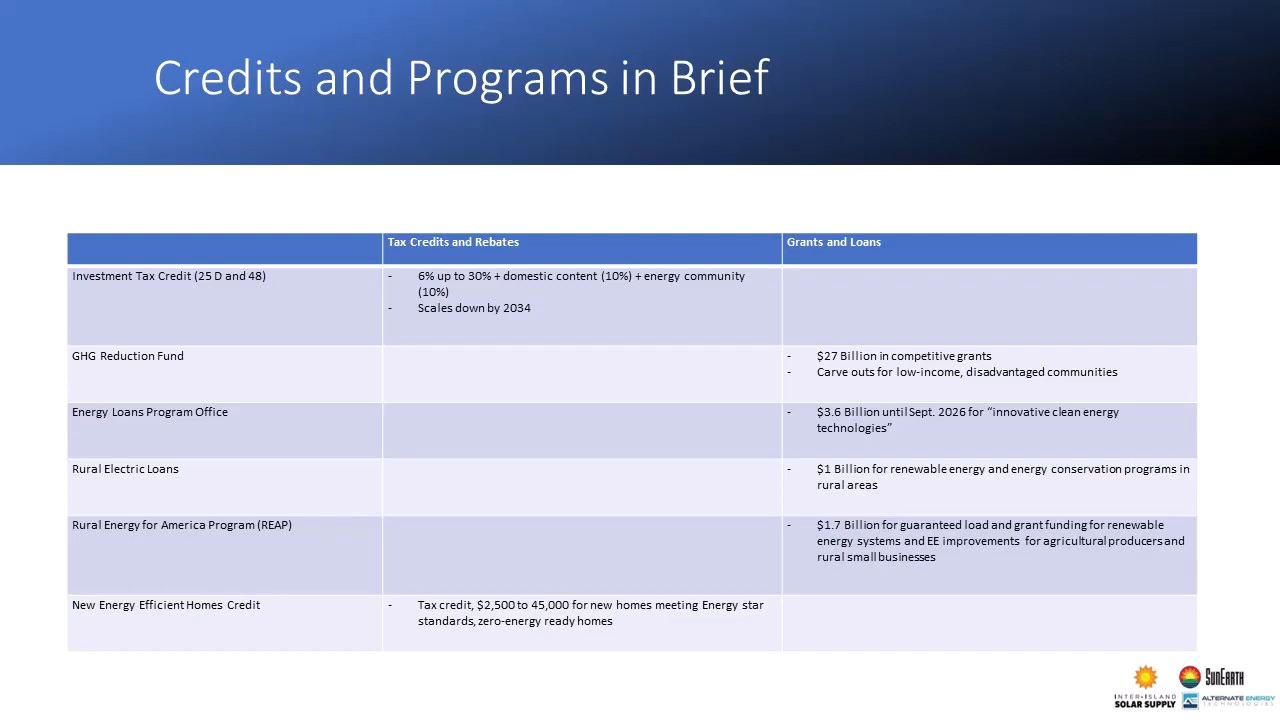 Credits and Programs in Brief
Tax Credits and Rebates
Grants and Loans
Investment Tax Credit (25 D and 48)
- 6% up to 30% + domestic content (10%) + energy community
(10%)
- Scales down by 2034
GHG Reduction Fund
- $27 Billion in competitive grants
- Carve outs for low-income, disadvantaged communities
Energy Loans Program Office
- $3.6 Billion until Sept. 2026 for “innovative clean energy
technologies”
Rural Electric Loans
- $1 Billion for renewable energy and energy conservation programs in
rural areas
Rural Energy for America Program (REAP)
- $1.7 Billion for guaranteed load and grant funding for renewable
energy systems and EE improvements for agricultural producers and
rural small businesses
New Energy Efficient Homes Credit
- Tax credit, $2,500 to 45,000 for new homes meeting Energy star
standards, zero-energy ready homes
INTER-ISLAND
SOLAR SUPPLY
SUNEARTH
ALTERNATE ENERGY
TECHNOLOGIES